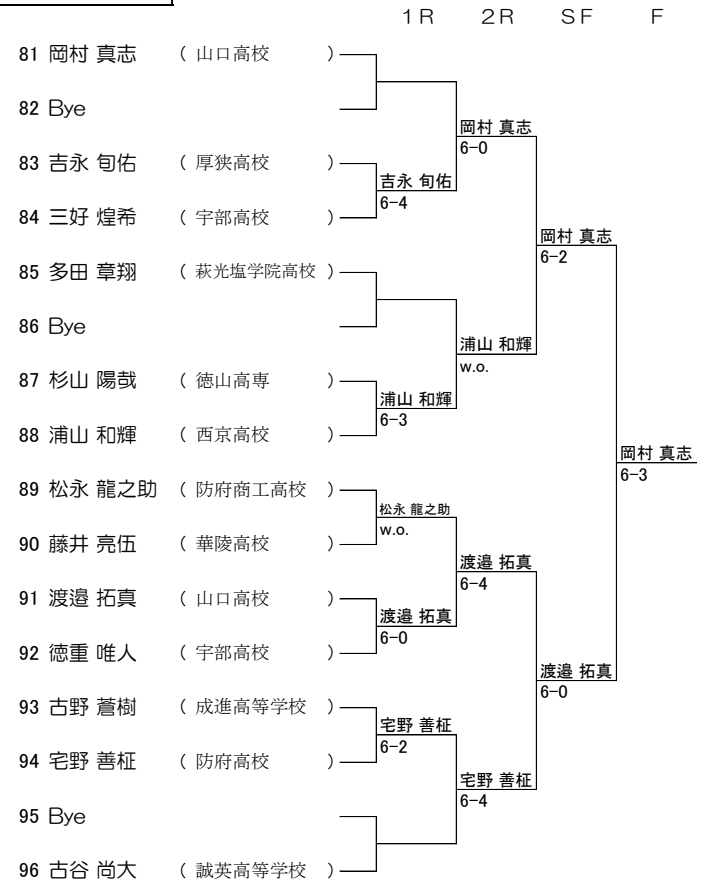 1R 2R SF F
81 岡村 真志 ( 山口高校 )
82 Bye
岡村 真志
6-0
83 吉永 旬佑 ( 厚狭高校 )
吉永 旬佑
6-4
84 三好 煌希 ( 宇部高校 )
岡村 真志
6-2
85 多田 章翔 ( 萩光塩学院高校 )
86 Bye
浦山 和輝
w.o.
87 杉山 陽哉 ( 徳山高専 )
浦山 和輝
6-3
88 浦山 和輝 ( 西京高校 )
岡村 真志
6-3
89 松永 龍之助 ( 防府商工高校 )
松永 龍之助
w.o.
90 藤井 亮伍 ( 華陵高校 )
渡邉 拓真
6-4
91 渡邉 拓真 ( 山口高校 )
渡邉 拓真
6-0
92 徳重 唯人 ( 宇部高校 )
渡邉 拓真
6-0
93 古野 蒼樹 ( 成進高等学校 )
宅野 善柾
6-2
94 宅野 善柾 ( 防府高校 )
宅野 善柾
6-4
95 Bye
96 古谷 尚大 ( 誠英高等学校 )